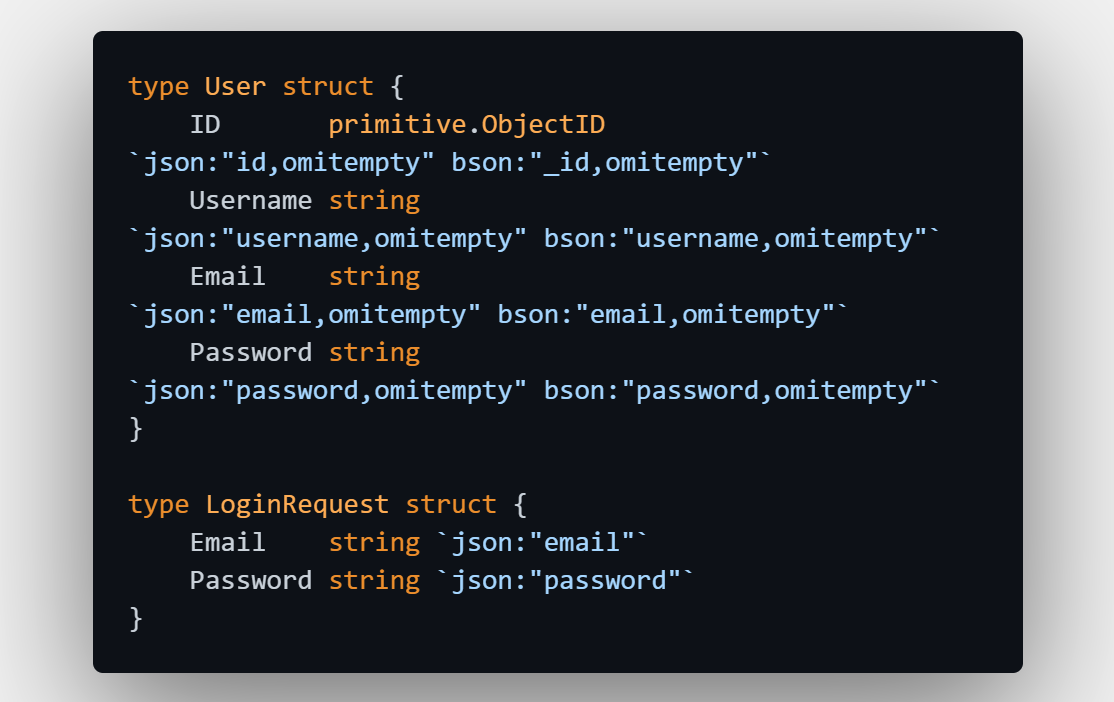 type User struct {
    ID       primitive.ObjectID
`json:"id,omitempty" bson:"_id,omitempty"`
    Username string
`json:"username,omitempty" bson:"username,omitempty"`
    Email    string
`json:"email,omitempty" bson:"email,omitempty"`
    Password string
`json:"password,omitempty" bson:"password,omitempty"`
}

type LoginRequest struct {
    Email    string `json:"email"`
    Password string `json:"password"`
}